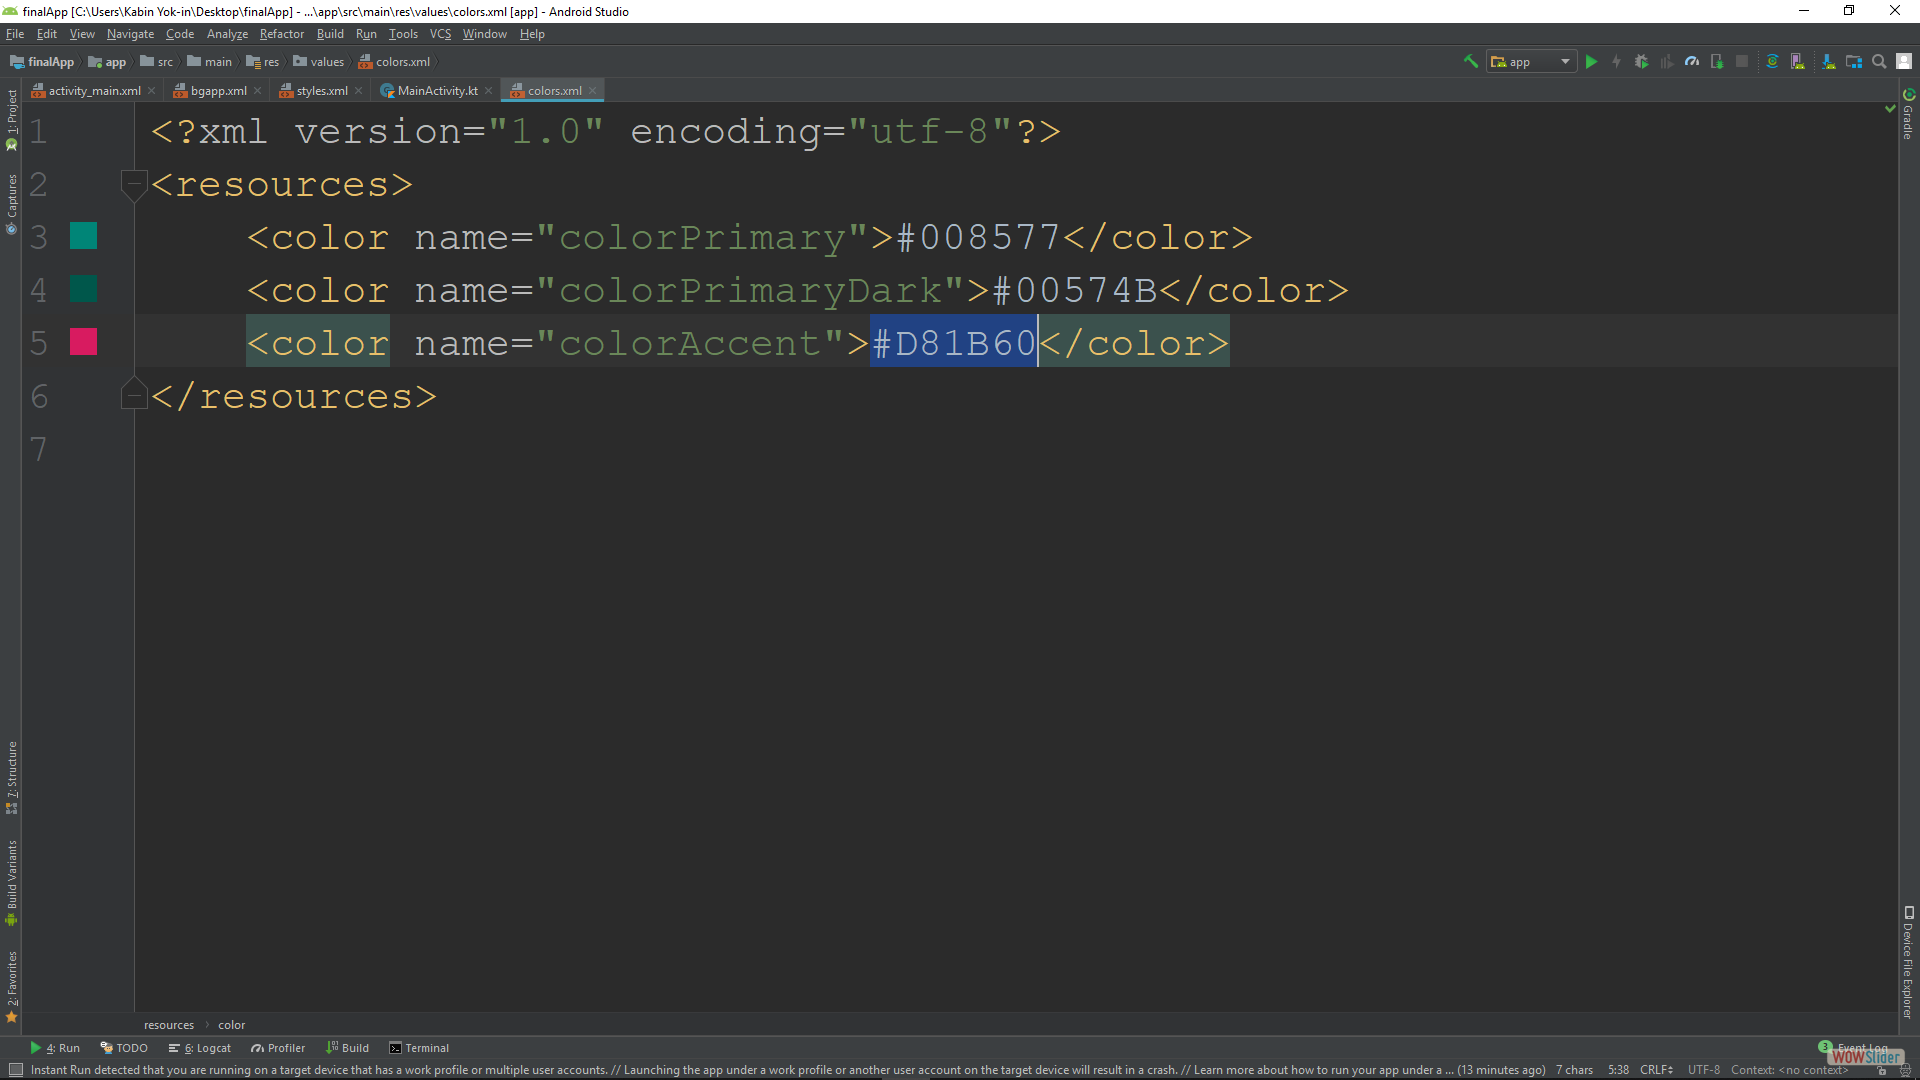 finalApp [C:\Users\Kabin Yok-in\Desktop\finalApp] - ...\app\src\main\res\values\colors.xml [app] - Android Studio
File Edit View Navigate Code Analyze Refactor Build Run Tools VCS Window Help
finalApp app src main res values colors.xml app
activity_main.xml bgapp.xml styles.xml MainActivity.kt colors.xml
1: Project
Captures
7: Structure
Build Variants
2: Favorites
1 <?xml version="1.0" encoding="utf-8"?>
2 <resources>
3 <color name="colorPrimary">#008577</color>
4 <color name="colorPrimaryDark">#00574B</color>
5 <color name="colorAccent">#D81B60</color>
6 </resources>
7
Gradle
Device File Explorer
resources color
4: Run TODO 6: Logcat Profiler Build Terminal 3 Event Log
WOWSlider
Instant Run detected that you are running on a target device that has a work profile or multiple user accounts. // Launching the app under a work profile or another user account on the target device will result in a crash. // Learn more about how to run your app under a ... (13 minutes ago) 7 chars 5:38 CRLF UTF-8 Context: <no context>